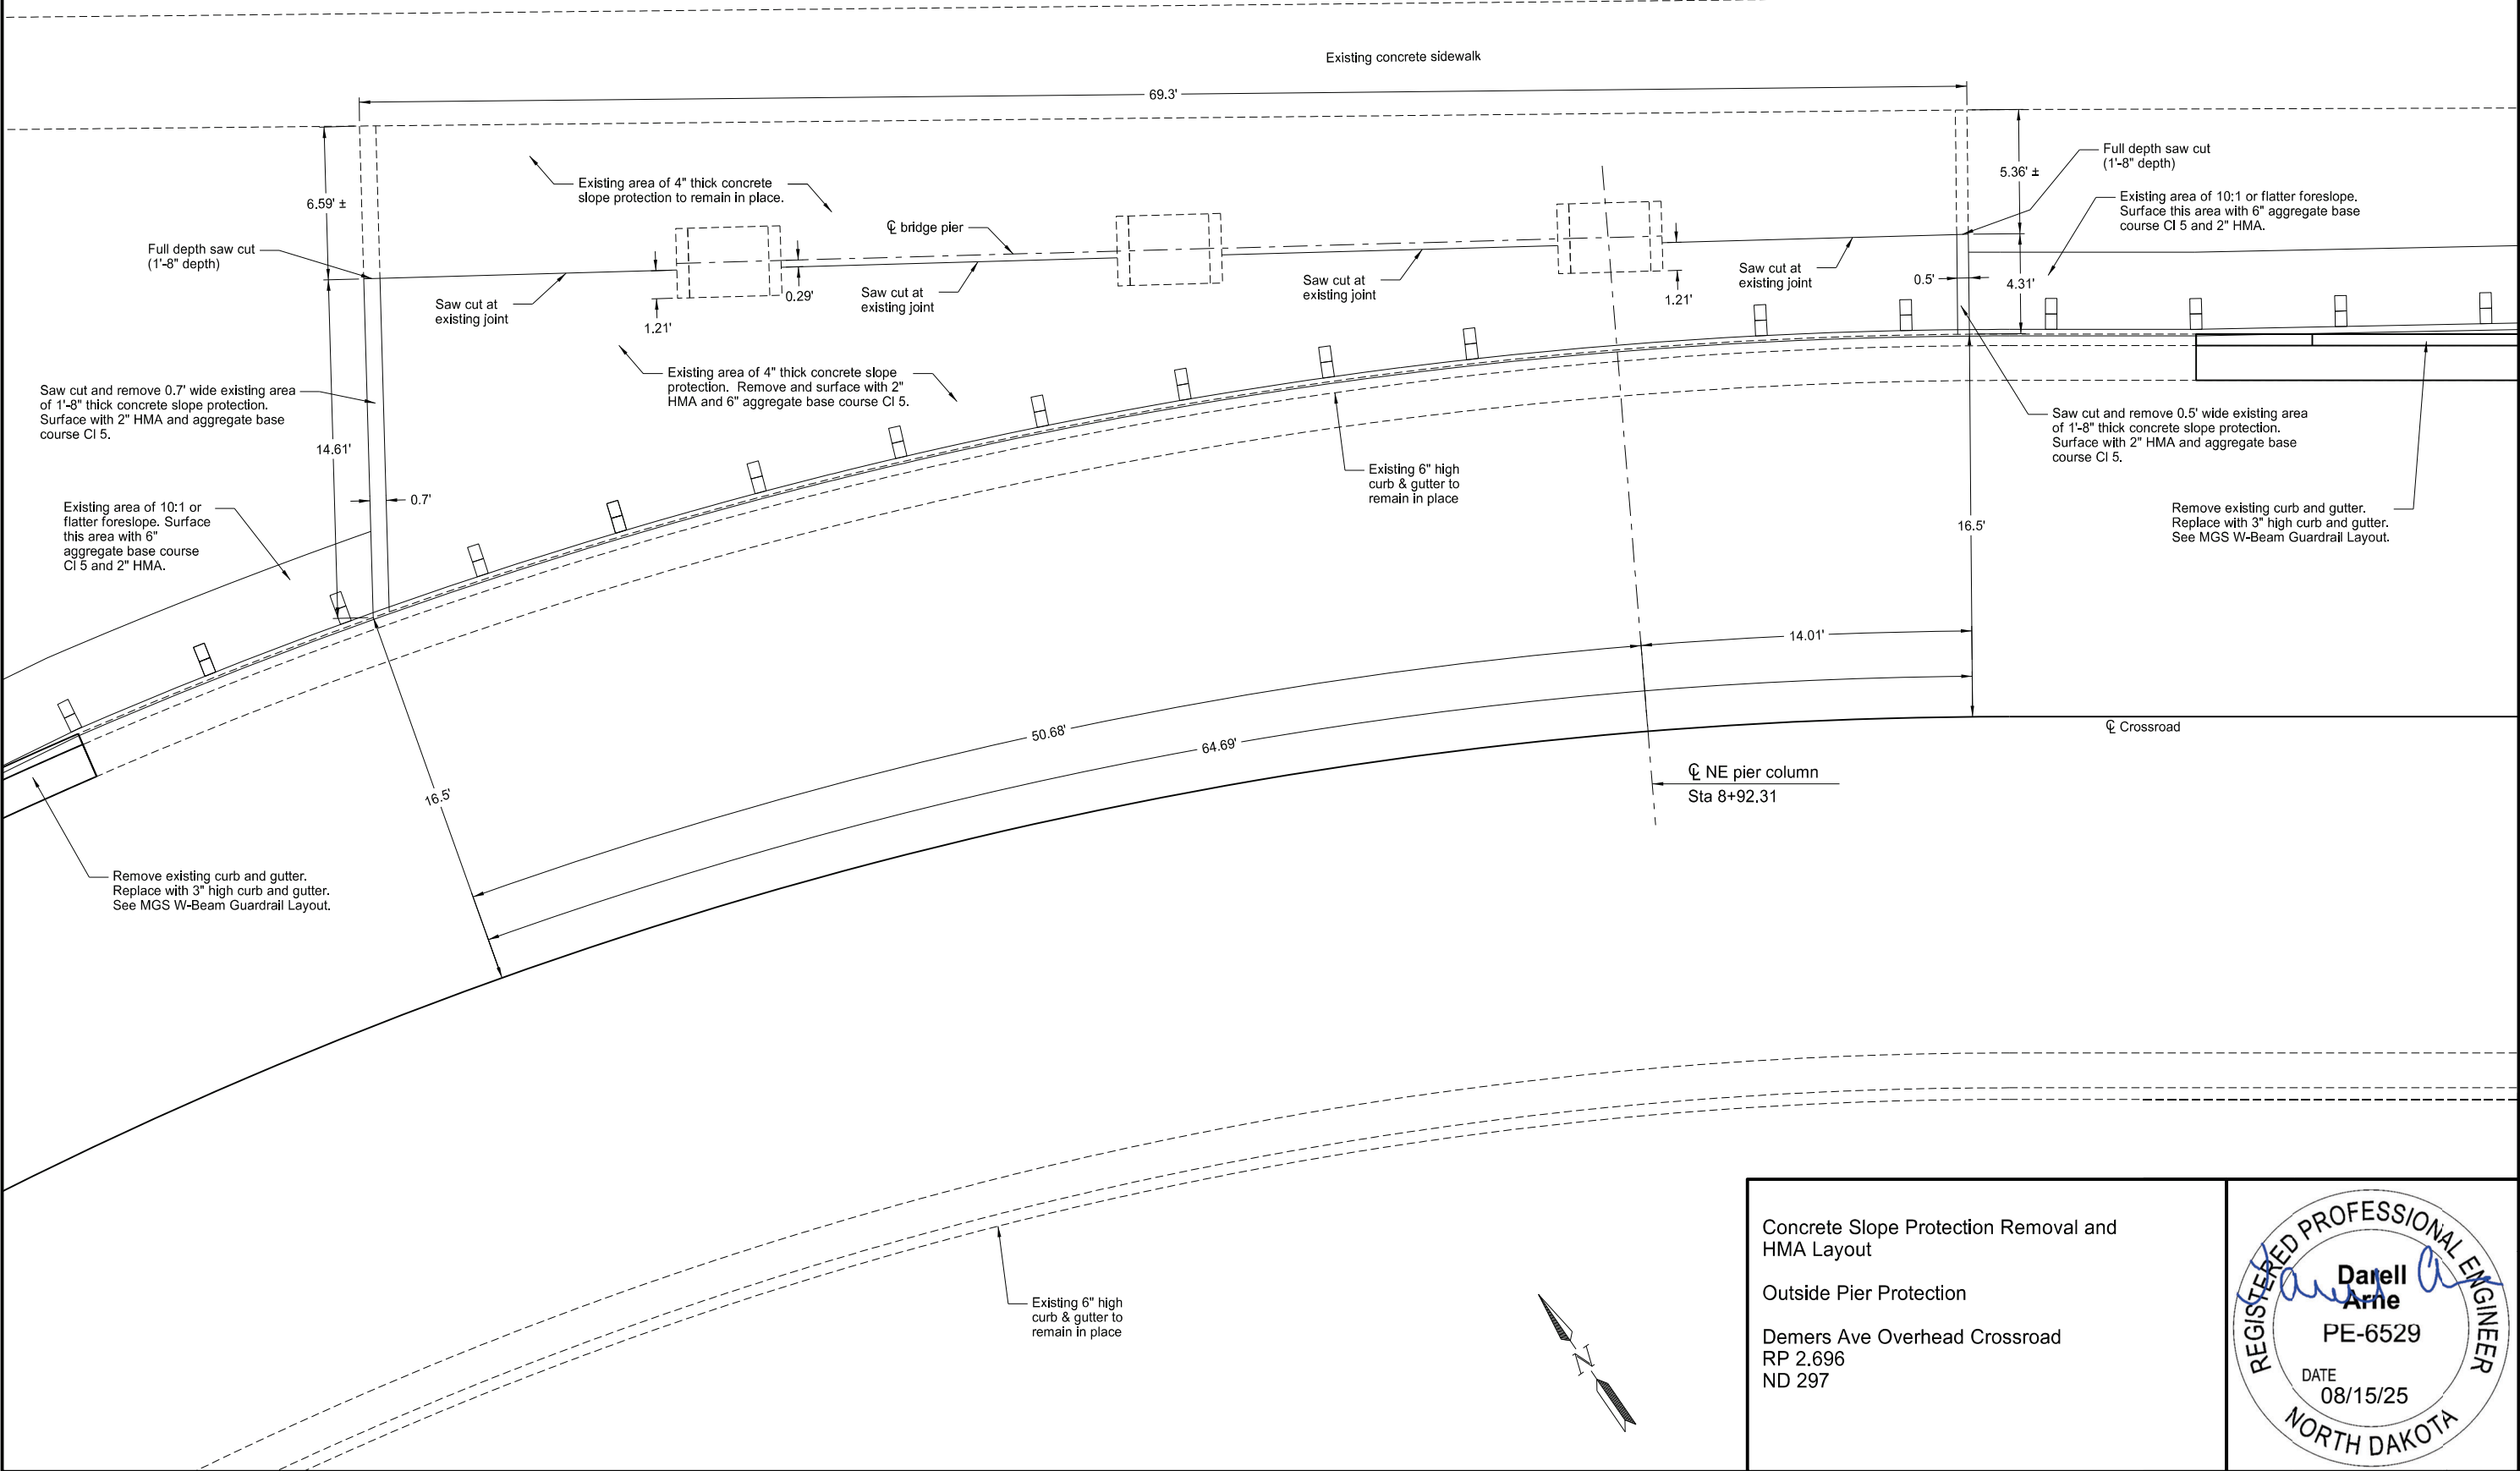 Existing concrete sidewalk
69.3'
6.59' ±
Existing area of 4" thick concrete
slope protection to remain in place.
℄ bridge pier
5.36' ±
Full depth saw cut
(1'-8" depth)
Existing area of 10:1 or flatter foreslope.
Surface this area with 6" aggregate base
course Cl 5 and 2" HMA.
Full depth saw cut
(1'-8" depth)
Saw cut at
existing joint
1.21'
0.29'
Saw cut at
existing joint
Saw cut at
existing joint
1.21'
Saw cut at
existing joint
0.5'
4.31'
Saw cut and remove 0.7' wide existing area
of 1'-8" thick concrete slope protection.
Surface with 2" HMA and aggregate base
course Cl 5.
14.61'
Existing area of 4" thick concrete slope
protection. Remove and surface with 2"
HMA and 6" aggregate base course Cl 5.
Saw cut and remove 0.5' wide existing area
of 1'-8" thick concrete slope protection.
Surface with 2" HMA and aggregate base
course Cl 5.
Existing area of 10:1 or
flatter foreslope. Surface
this area with 6"
aggregate base course
Cl 5 and 2" HMA.
0.7'
Existing 6" high
curb & gutter to
remain in place
16.5'
Remove existing curb and gutter.
Replace with 3" high curb and gutter.
See MGS W-Beam Guardrail Layout.
14.01'
50.68'
64.69'
℄ Crossroad
16.5'
℄ NE pier column
Sta 8+92.31
Remove existing curb and gutter.
Replace with 3" high curb and gutter.
See MGS W-Beam Guardrail Layout.
Existing 6" high
curb & gutter to
remain in place
N
Concrete Slope Protection Removal and
HMA Layout
Outside Pier Protection
Demers Ave Overhead Crossroad
RP 2.696
ND 297
REGISTERED PROFESSIONAL ENGINEER
Darell
Arne
PE-6529
DATE
08/15/25
NORTH DAKOTA